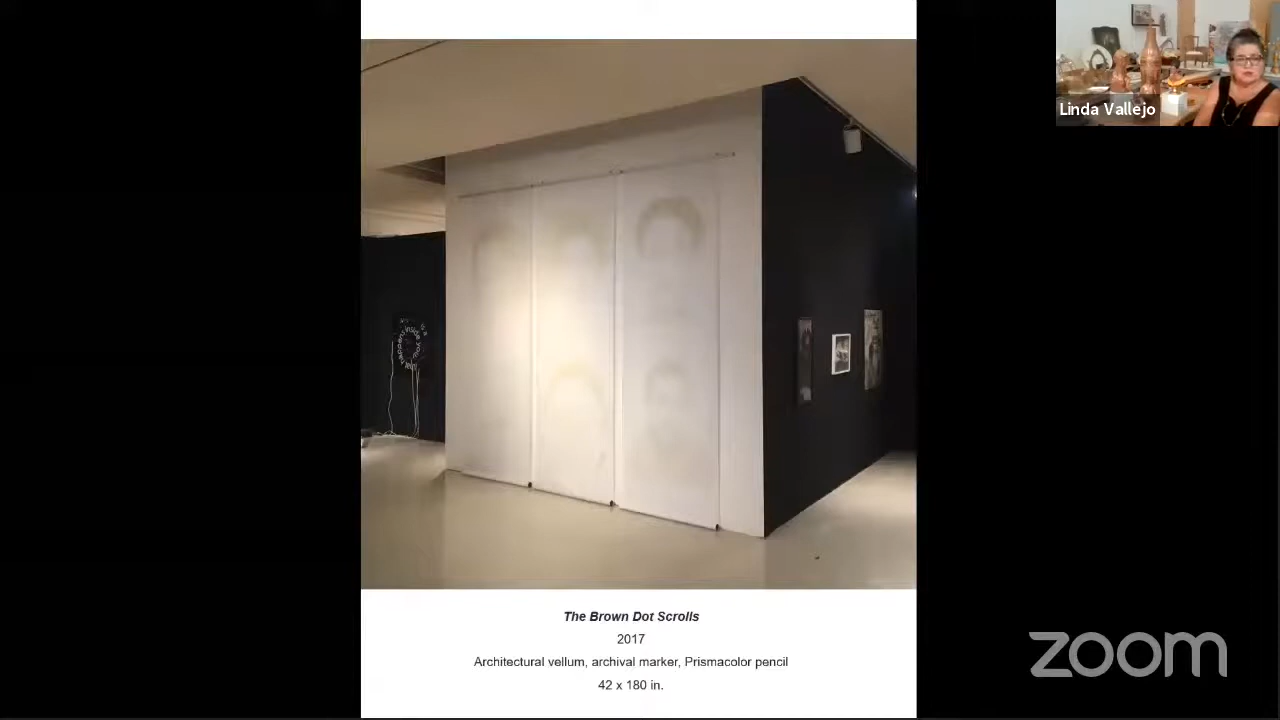 Linda Vallejo
The Brown Dot Scrolls
2017
Architectural vellum, archival marker, Prismacolor pencil
42 x 180 in.
zoom